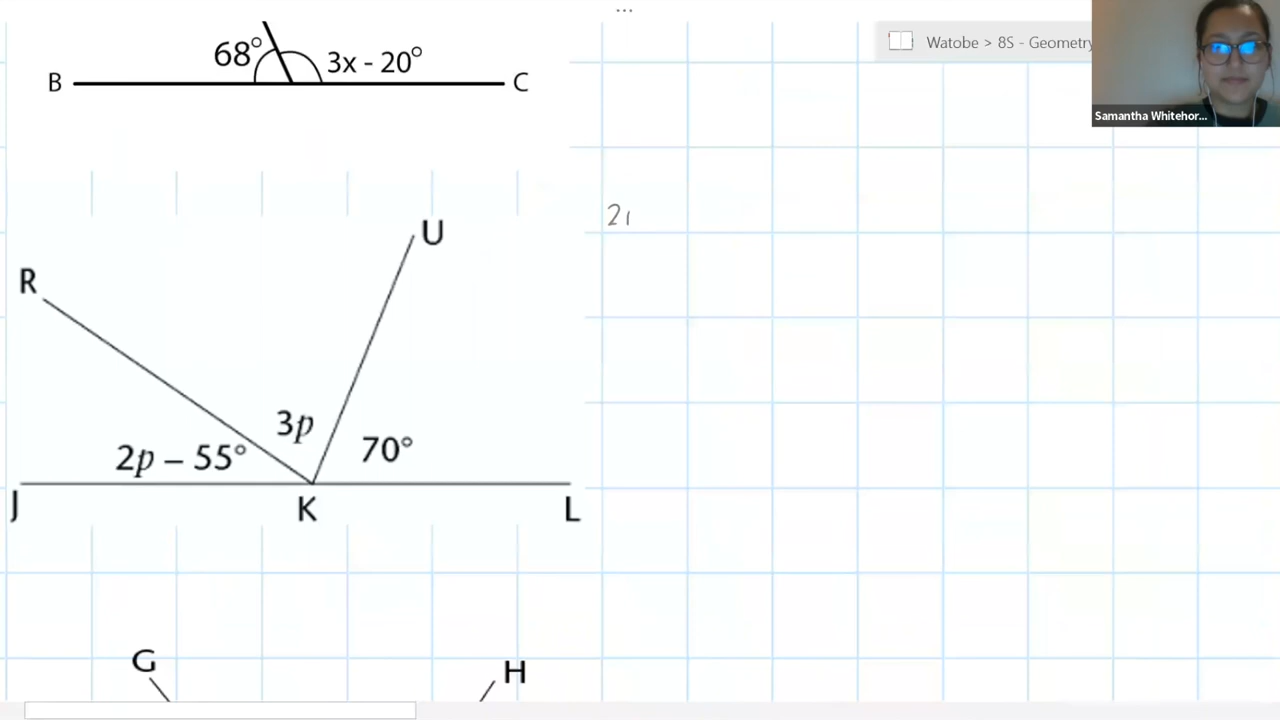 ...
Watobe > 8S - Geometry
68° 3x - 20°
B C
Samantha Whitehor...
U
R
3p
2p – 55° 70°
J K L
G H